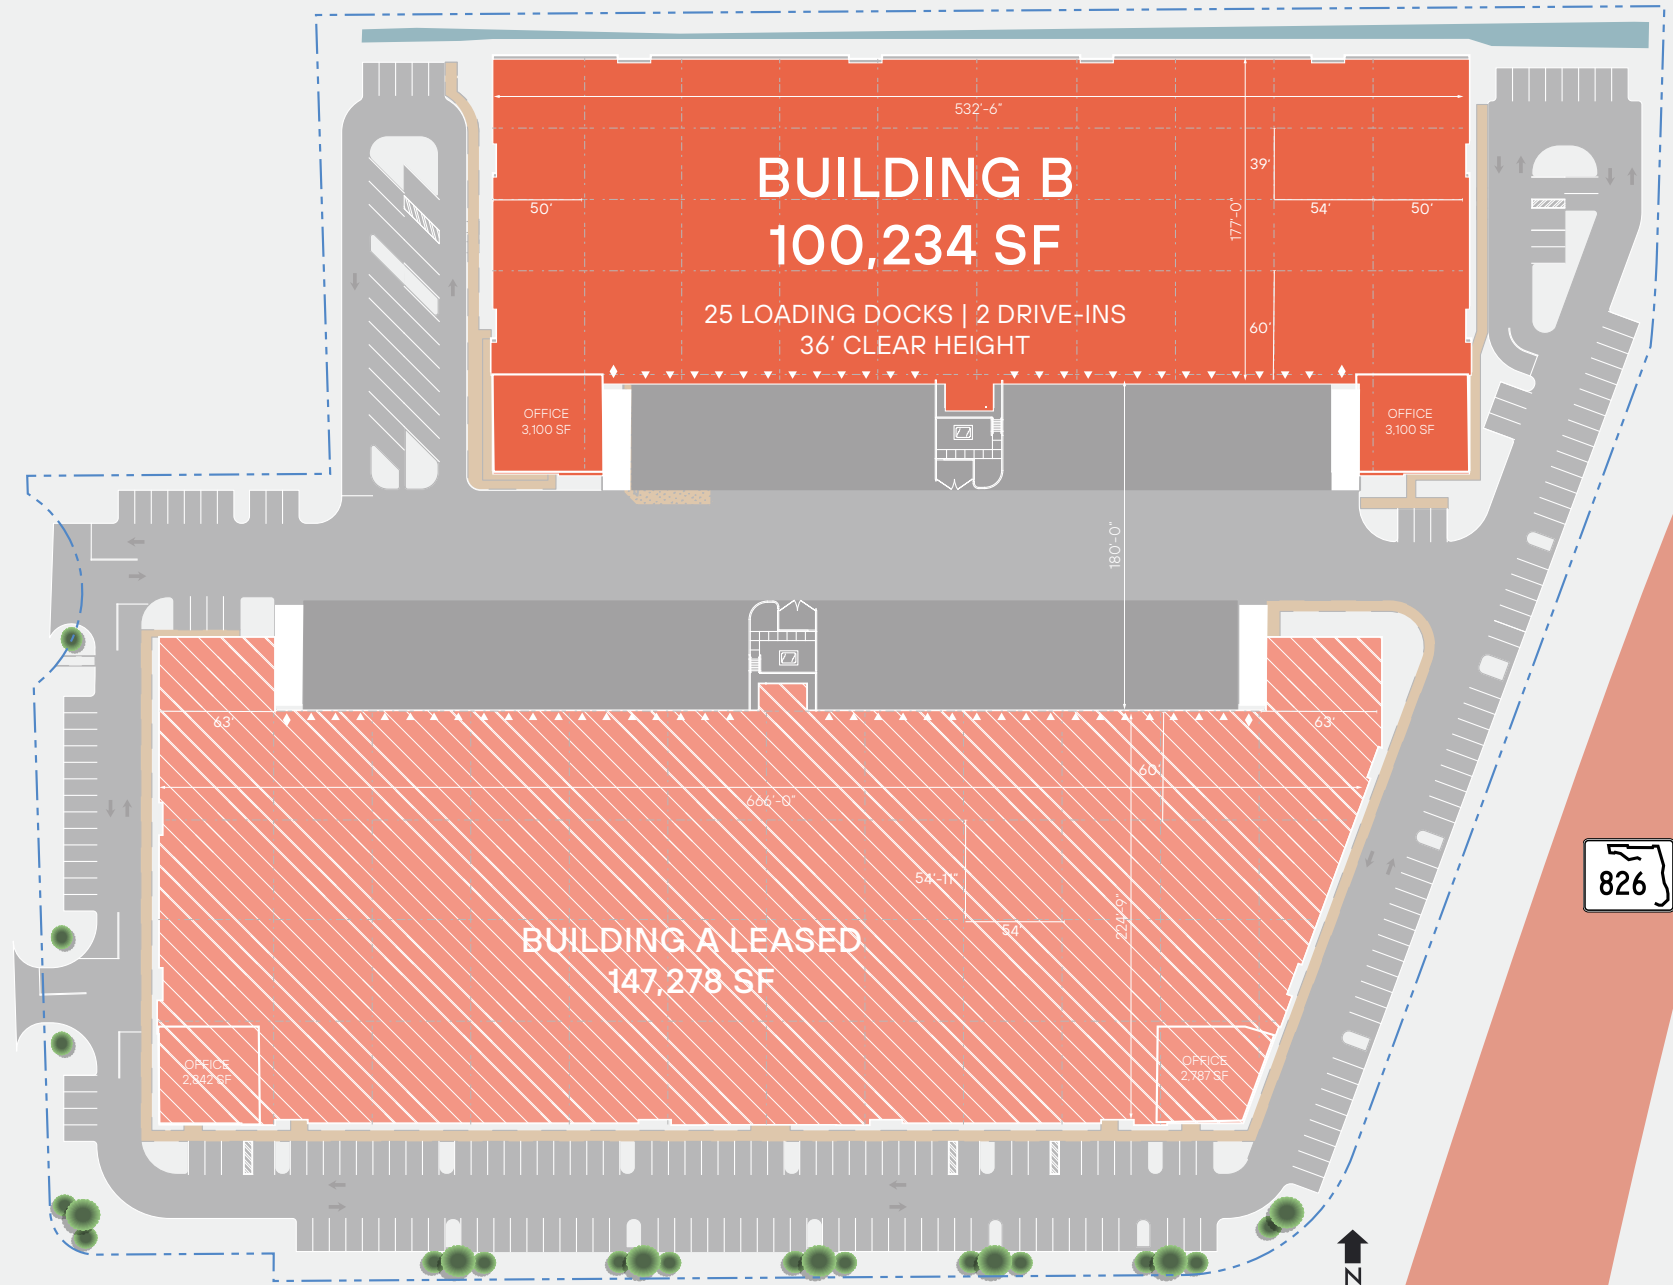 532'-6"
BUILDING B
39'
50'
54'
50'
177'-0"
100,234 SF
25 LOADING DOCKS | 2 DRIVE-INS
60'
36' CLEAR HEIGHT
OFFICE
3,100 SF
OFFICE
3,100 SF
180'-0"
63'
63'
60'
666'-0"
54'-11"
826
224'-9"
54'
BUILDING A LEASED
147,278 SF
OFFICE
2,842 SF
OFFICE
2,787 SF
N